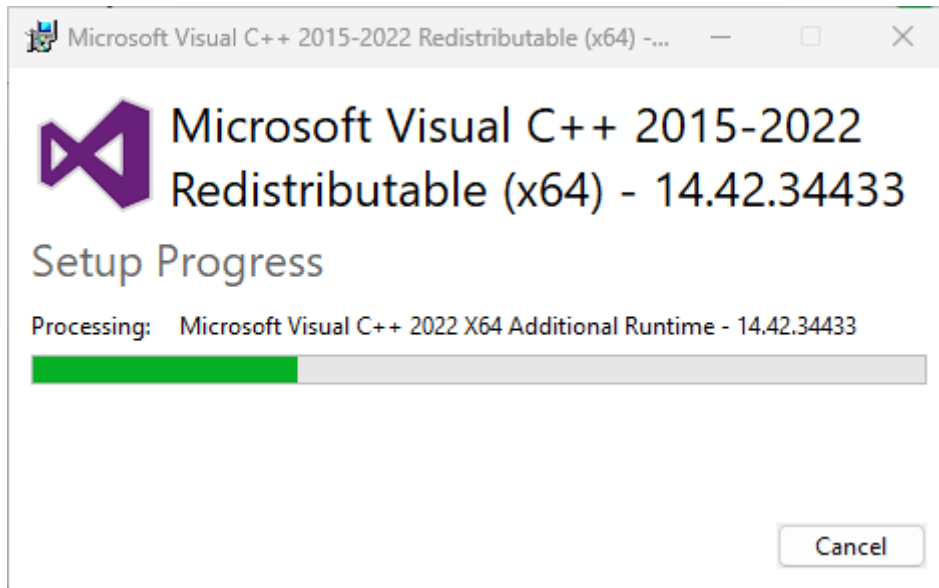 Microsoft Visual C++ 2015-2022 Redistributable (x64) -...
Microsoft Visual C++ 2015-2022
Redistributable (x64) - 14.42.34433
Setup Progress
Processing: Microsoft Visual C++ 2022 X64 Additional Runtime - 14.42.34433
Cancel